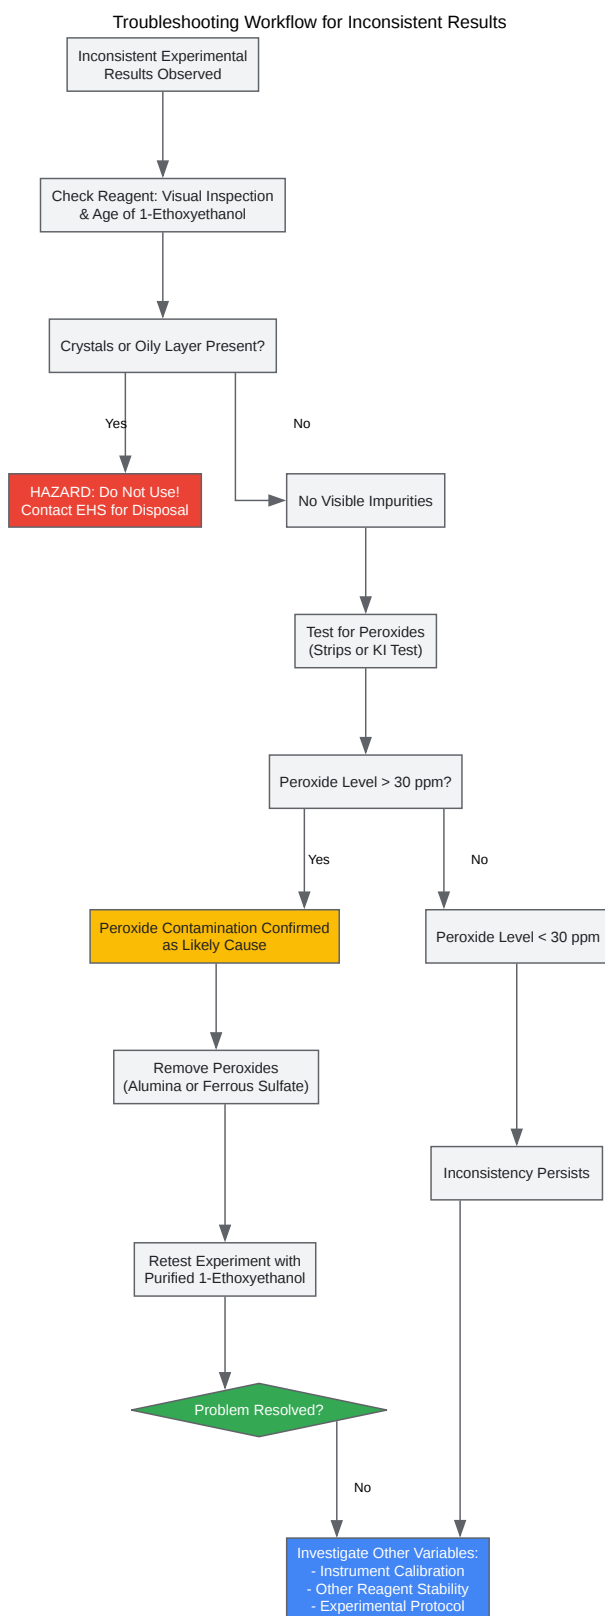 Troubleshooting Workflow for Inconsistent Results
Inconsistent Experimental
Results Observed
Check Reagent: Visual Inspection
& Age of 1-Ethoxyethanol
Crystals or Oily Layer Present?
Yes
No
HAZARD: Do Not Use!
Contact EHS for Disposal
No Visible Impurities
Test for Peroxides
(Strips or KI Test)
Peroxide Level > 30 ppm?
Yes
No
Peroxide Contamination Confirmed
as Likely Cause
Peroxide Level < 30 ppm
Remove Peroxides
(Alumina or Ferrous Sulfate)
Inconsistency Persists
Retest Experiment with
Purified 1-Ethoxyethanol
Problem Resolved?
No
Investigate Other Variables:
- Instrument Calibration
- Other Reagent Stability
- Experimental Protocol